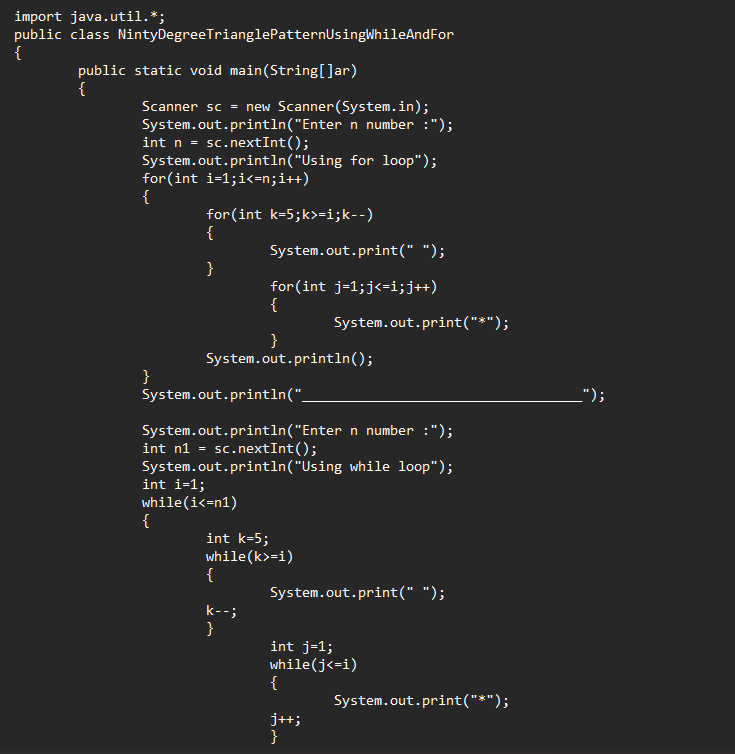 import java.util.*;
public class NintyDegreeTrianglePatternUsingWhileAndFor
{
        public static void main(String[]ar)
        {
                Scanner sc = new Scanner(System.in);
                System.out.println("Enter n number :");
                int n = sc.nextInt();
                System.out.println("Using for loop");
                for(int i=1;i<=n;i++)
                {
                        for(int k=5;k>=i;k--)
                        {
                                System.out.print(" ");
                        }
                                for(int j=1;j<=i;j++)
                                {
                                        System.out.print("*");
                                }
                        System.out.println();
                }
                System.out.println("___________________________________");

                System.out.println("Enter n number :");
                int n1 = sc.nextInt();
                System.out.println("Using while loop");
                int i=1;
                while(i<=n1)
                {
                        int k=5;
                        while(k>=i)
                        {
                                System.out.print(" ");
                        k--;
                        }
                                int j=1;
                                while(j<=i)
                                {
                                        System.out.print("*");
                                j++;
                                }